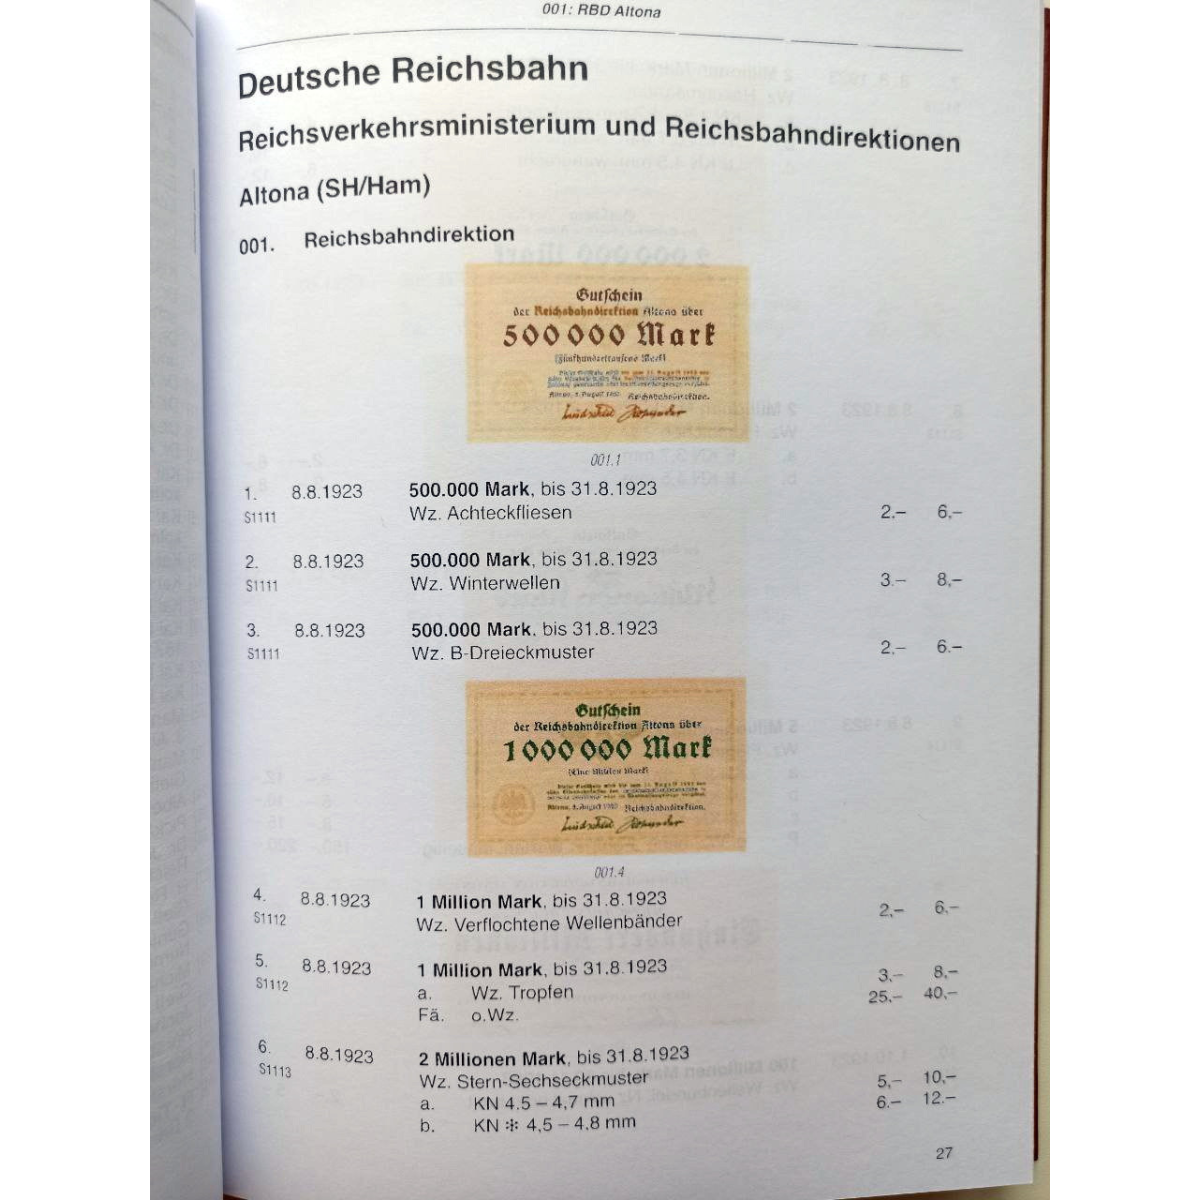 001: RBD Altona
Deutsche Reichsbahn
Reichsverkehrsministerium und Reichsbahndirektionen
Altona (SH/Ham)
001. Reichsbahndirektion
Gutschein
der Reichsbahndirektion Altona über
500000 Mark
Reichsbahndirektion.
001.1
1. 8.8.1923 500.000 Mark, bis 31.8.1923
S1111 Wz. Achteckfliesen 2,– 6,–
2. 8.8.1923 500.000 Mark, bis 31.8.1923
S1111 Wz. Winterwellen 3,– 8,–
3. 8.8.1923 500.000 Mark, bis 31.8.1923
S1111 Wz. B-Dreieckmuster 2,– 6,–
Gutschein
der Reichsbahndirektion Altona über
1000000 Mark
Reichsbahndirektion.
001.4
4. 8.8.1923 1 Million Mark, bis 31.8.1923
S1112 Wz. Verflochtene Wellenbänder 2,– 6,–
5. 8.8.1923 1 Million Mark, bis 31.8.1923
S1112 a. Wz. Tropfen 3,– 8,–
Fä. o.Wz. 25,– 40,–
6. 8.8.1923 2 Millionen Mark, bis 31.8.1923
S1113 Wz. Stern-Sechseckmuster
a. KN 4,5 – 4,7 mm 5,– 10,–
b. KN ❉ 4,5 – 4,8 mm 6,– 12,–
27